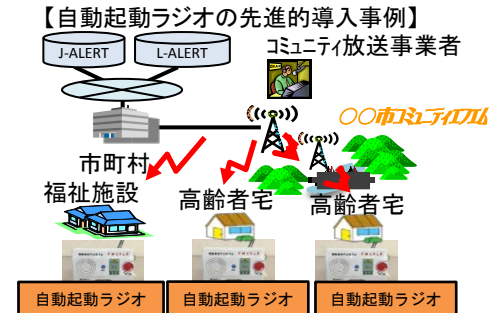 【自動起動ラジオの先進的導入事例】
J-ALERT
L-ALERT
コミュニティ放送事業者
○○市コミュニティFM
市町村
福祉施設
高齢者宅
高齢者宅
自動起動ラジオ
自動起動ラジオ
自動起動ラジオ